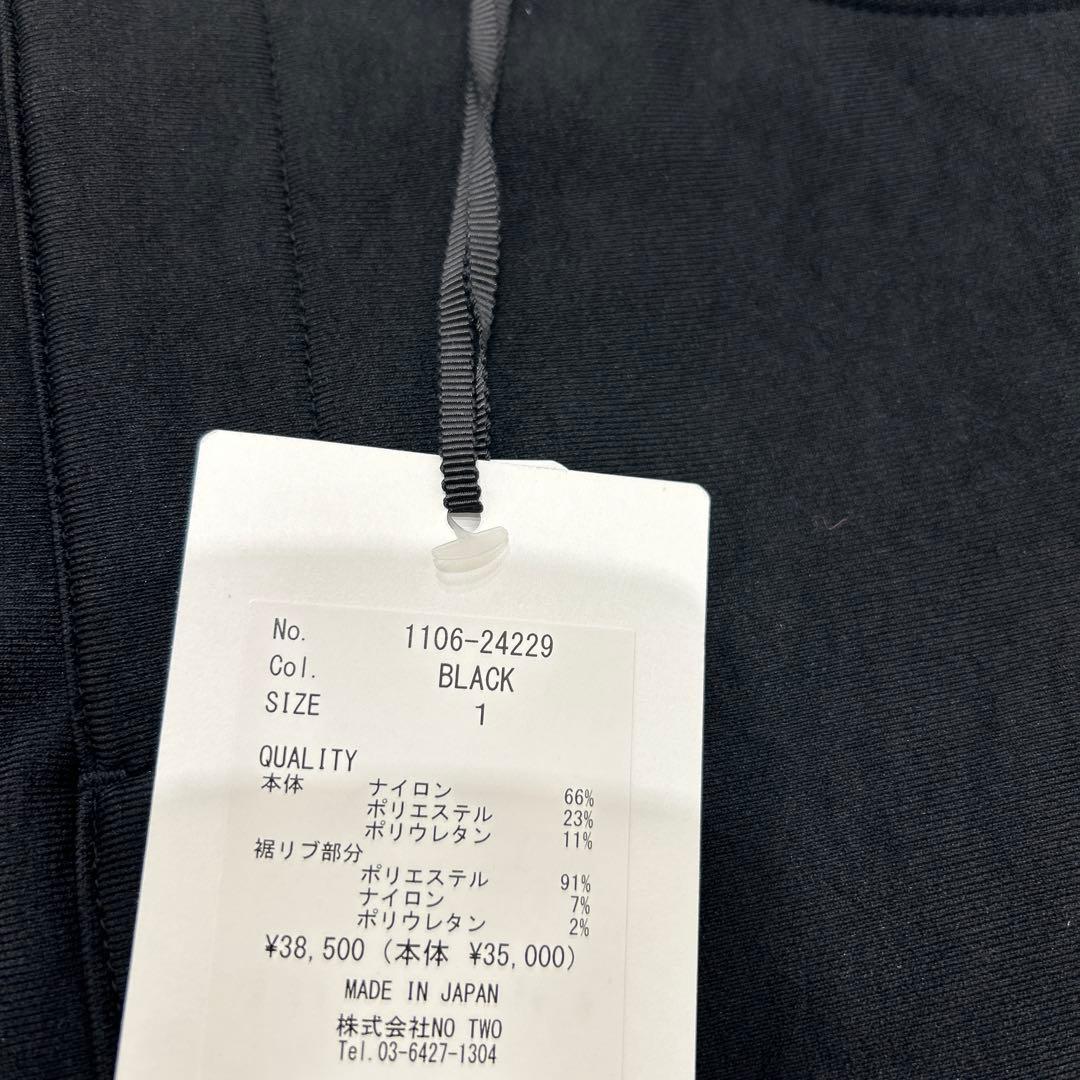 No. 1106-24229
Col. BLACK
SIZE 1
QUALITY
本体 ナイロン 66%
ポリエステル 23%
ポリウレタン 11%
裾リブ部分
ポリエステル 91%
ナイロン 7%
ポリウレタン 2%
¥38,500 (本体 ¥35,000)
MADE IN JAPAN
株式会社NO TWO
Tel.03-6427-1304